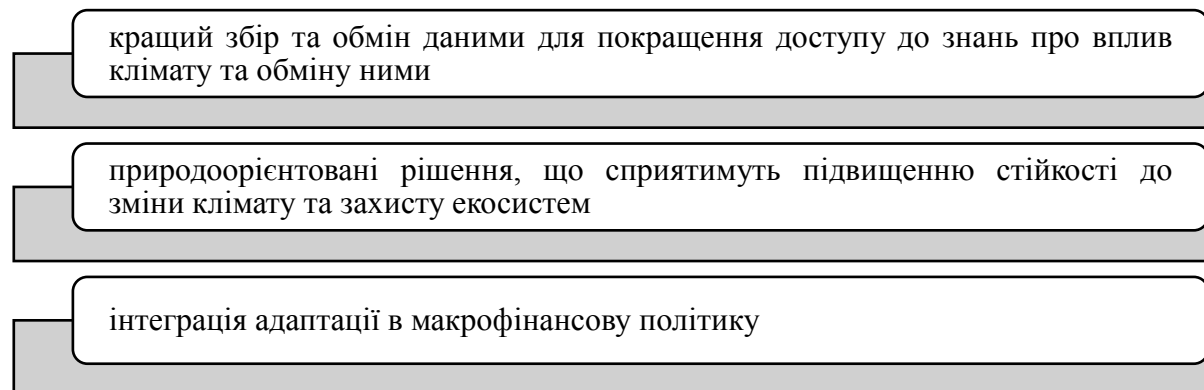 кращий збір та обмін даними для покращення доступу до знань про вплив
клімату та обміну ними
природоорієнтовані рішення, що сприятимуть підвищенню стійкості до
зміни клімату та захисту екосистем
інтеграція адаптації в макрофінансову політику